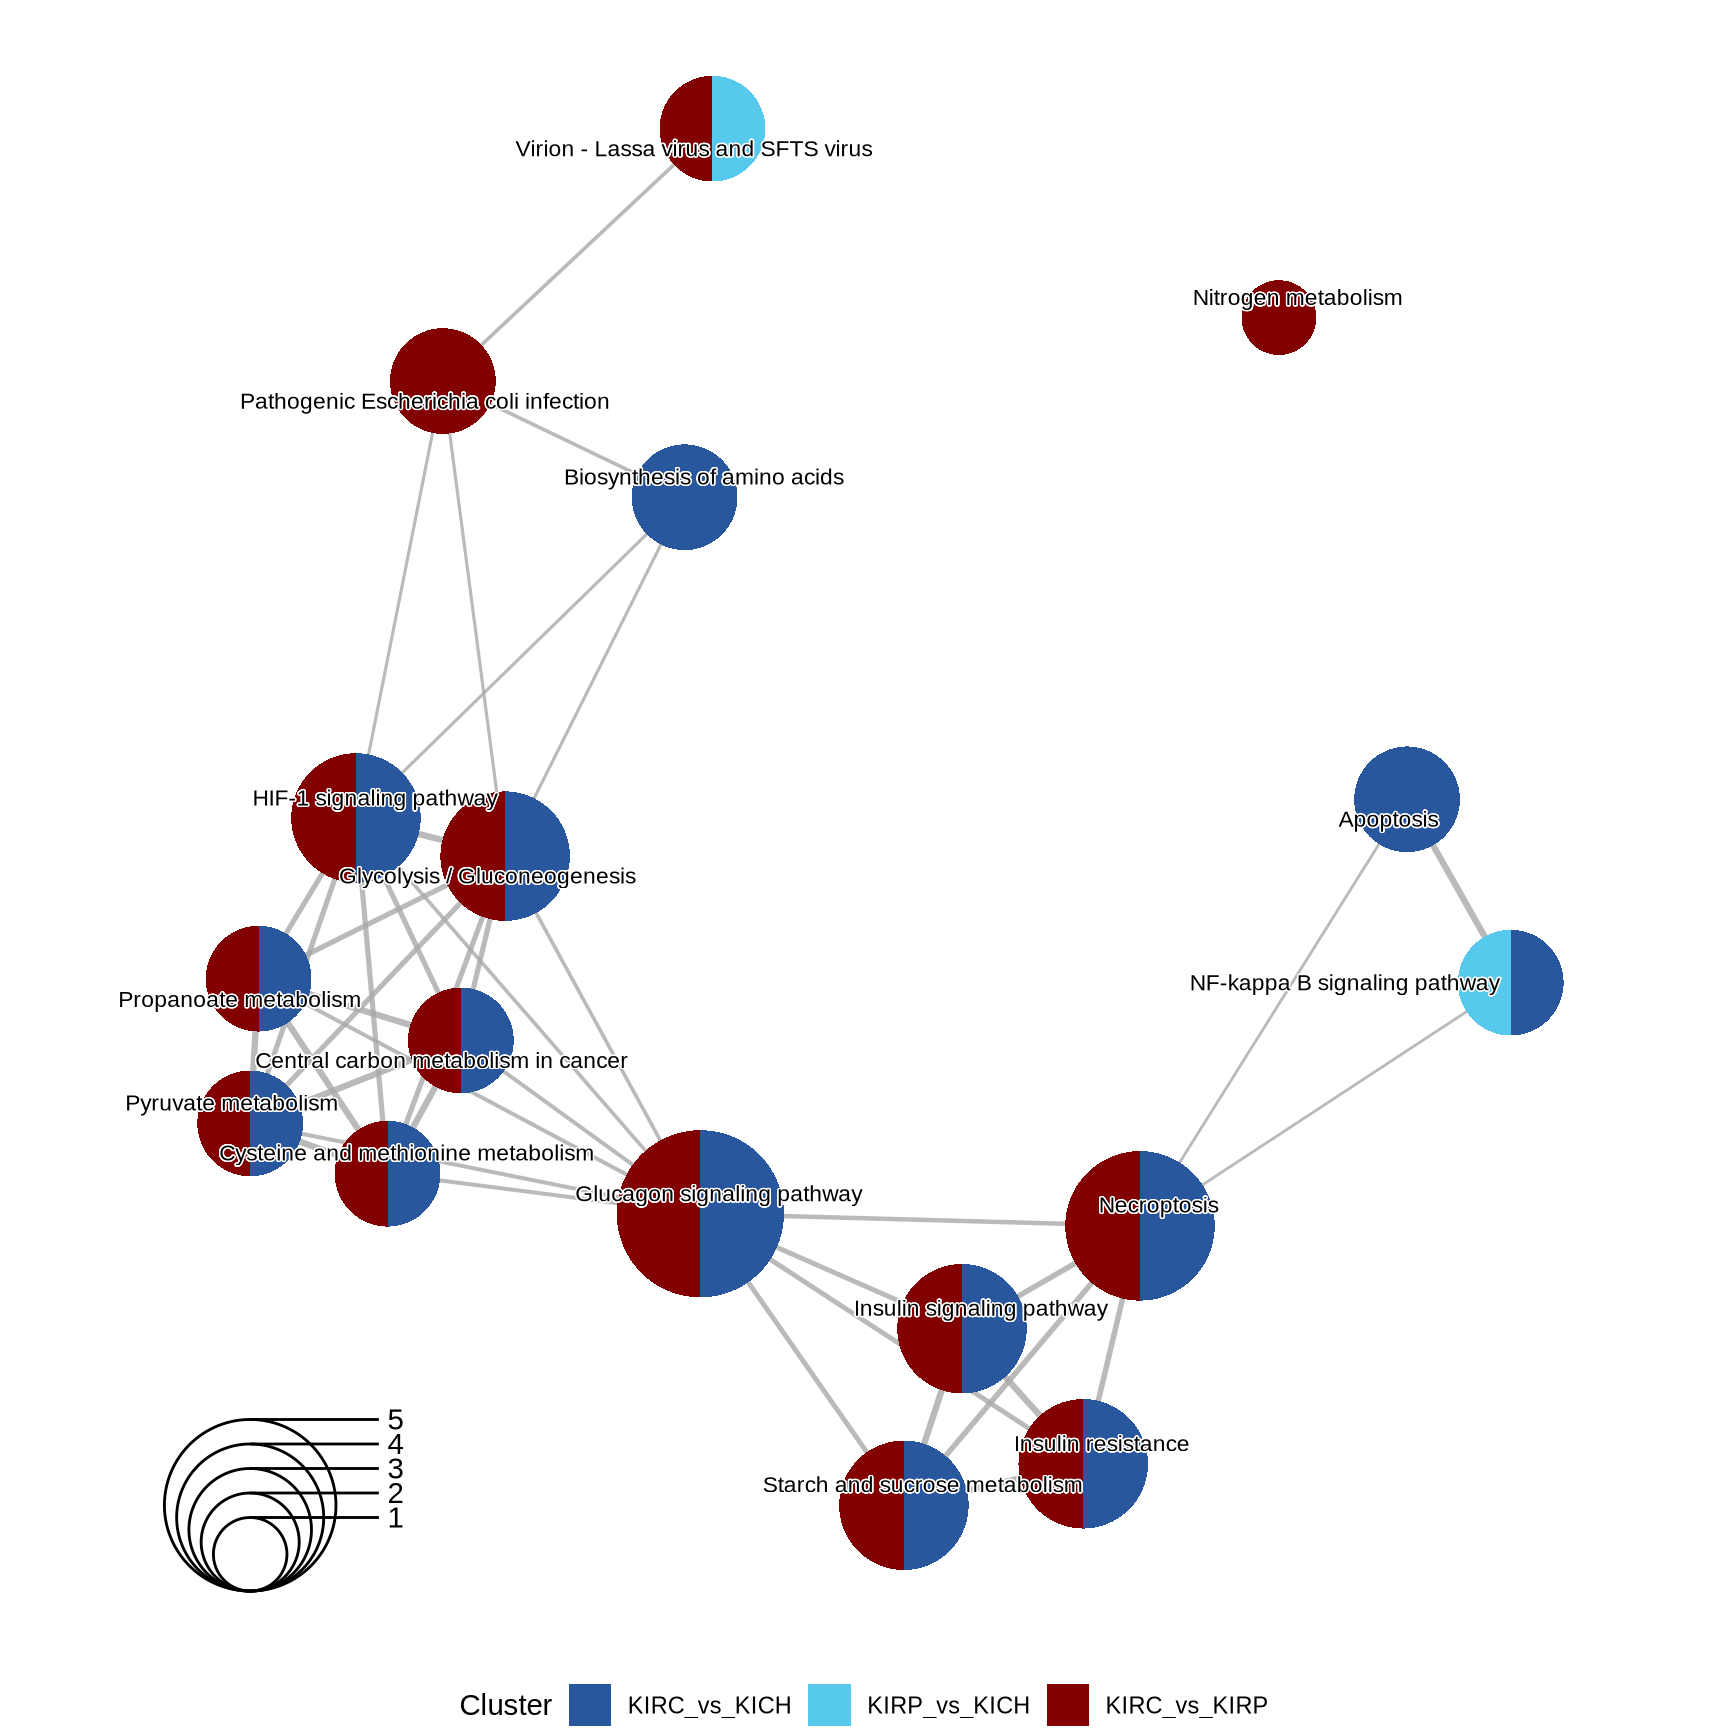 Virion - Lassa virus and SFTS virus
Nitrogen metabolism
Pathogenic Escherichia coli infection
Biosynthesis of amino acids
HIF-1 signaling pathway
Apoptosis
Glycolysis / Gluconeogenesis
NF-kappa B signaling pathway
Propanoate metabolism
Central carbon metabolism in cancer
Pyruvate metabolism
Cysteine and methionine metabolism
Glucagon signaling pathway
Necroptosis
Insulin signaling pathway
Insulin resistance
Starch and sucrose metabolism
5
4
3
2
1
Cluster KIRC_vs_KICH KIRP_vs_KICH KIRC_vs_KIRP